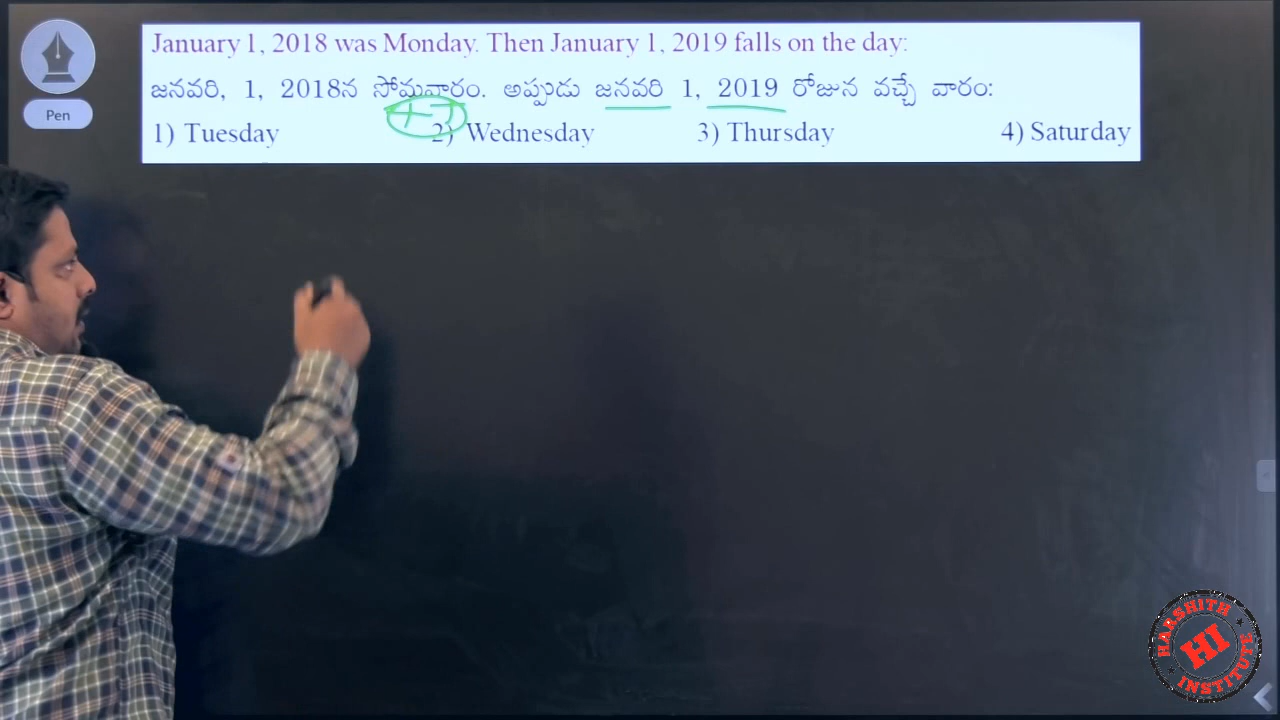 January 1, 2018 was Monday. Then January 1, 2019 falls on the day:
జనవరి, 1, 2018న సోమవారం. అప్పుడు జనవరి 1, 2019 రోజున వచ్చే వారం:
1) Tuesday 2) Wednesday 3) Thursday 4) Saturday
Pen
HARSHITH
HI
INSTITUTE